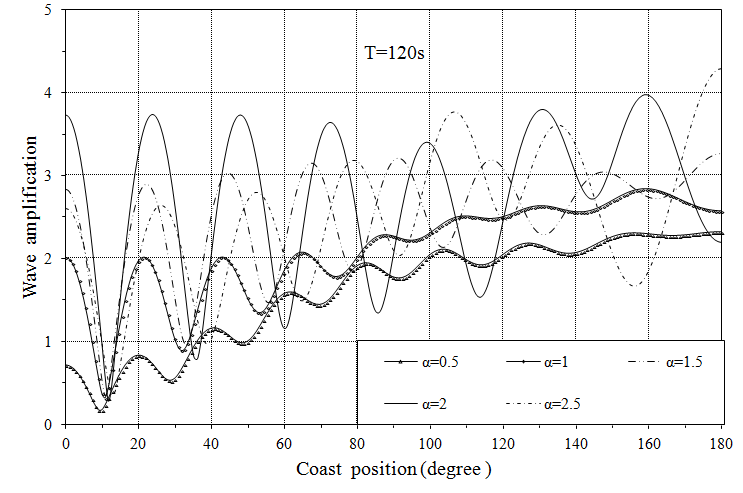 5
T=120s
4
3
2
1
0
Wave amplification
α=0.5 α=1 α=1.5
α=2 α=2.5
0 20 40 60 80 100 120 140 160 180
Coast position (degree )